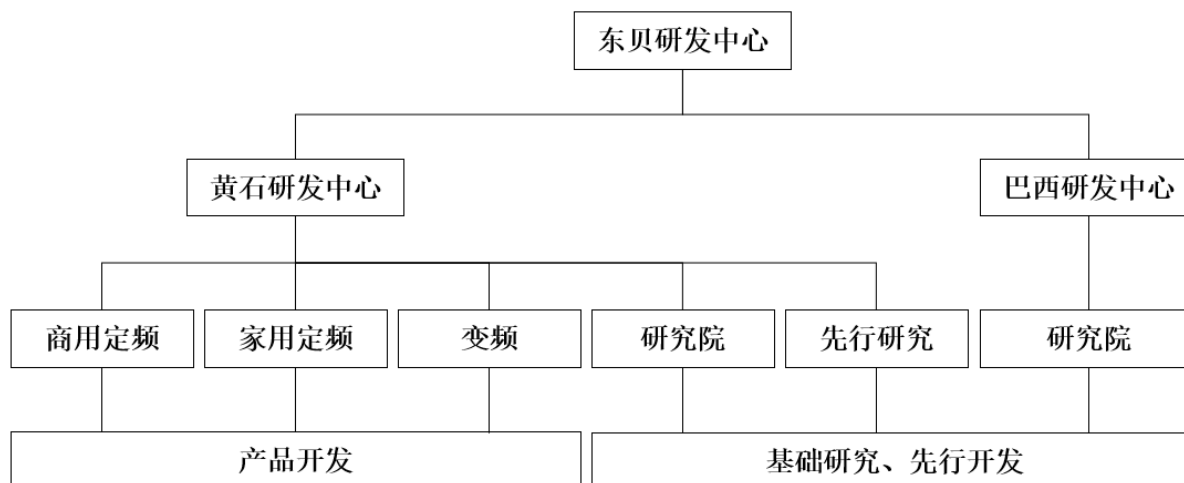 东贝研发中心
黄石研发中心
巴西研发中心
商用定频
家用定频
变频
研究院
先行研究
研究院
产品开发
基础研究、先行开发